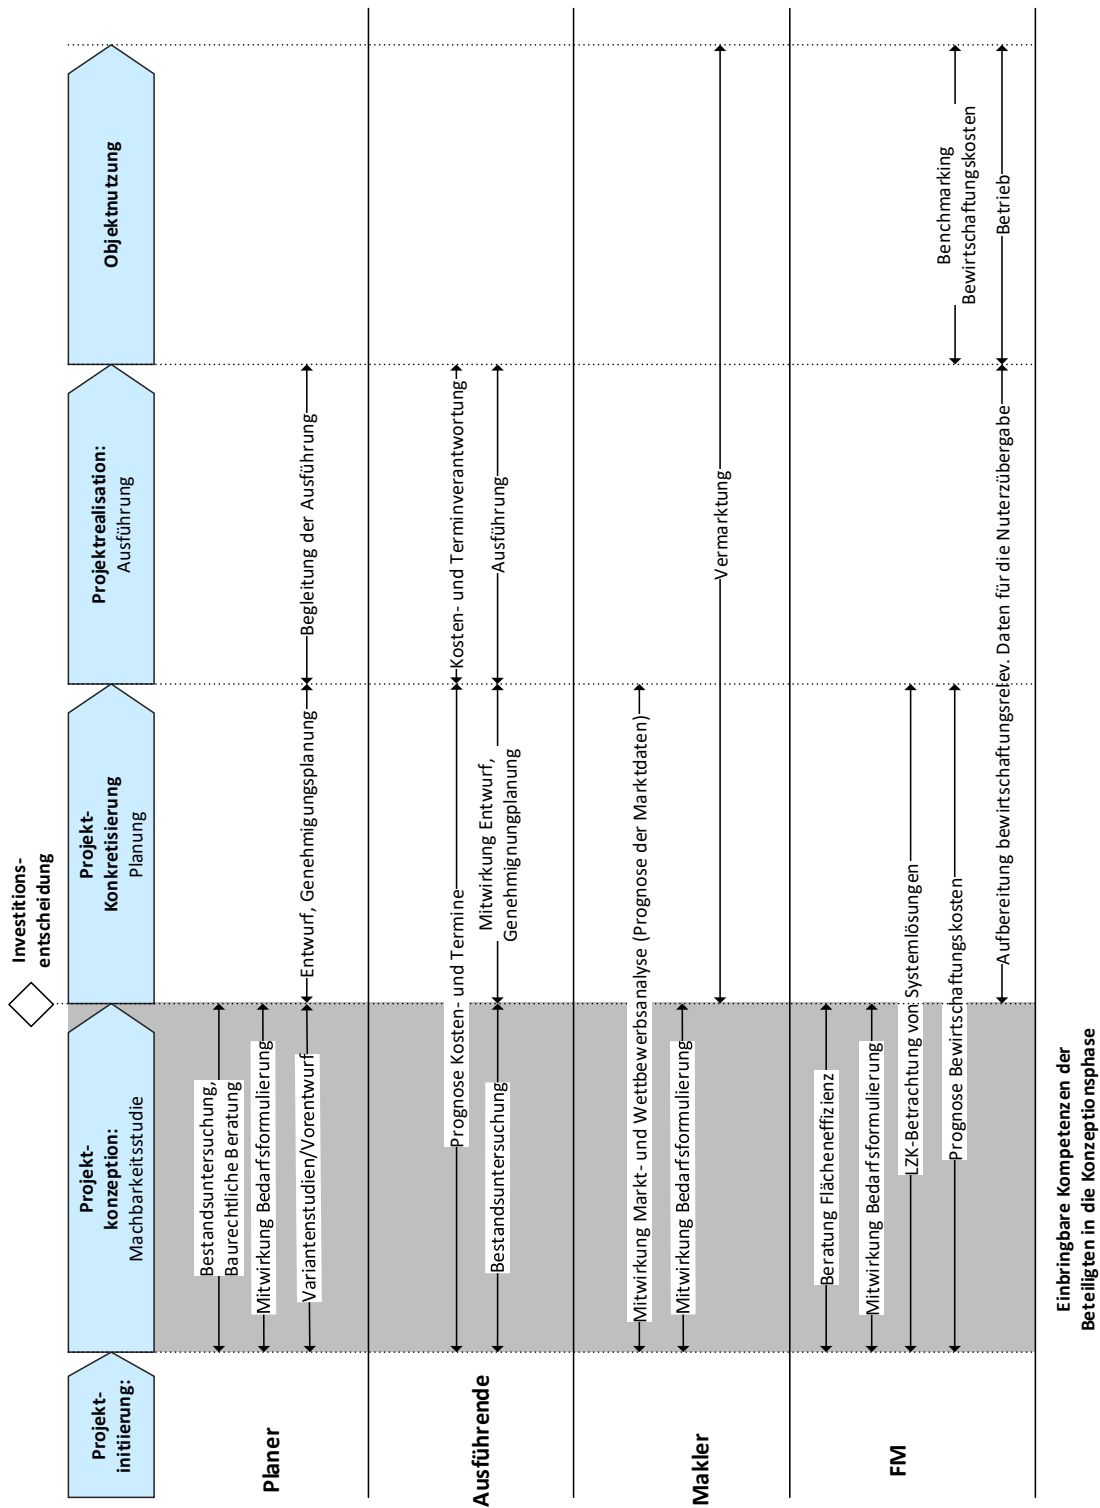 Investitions-
entscheidung
Projekt-
initiierung:
Projekt-
konzeption:
Machbarkeitsstudie
Projekt-
Konkretisierung
Planung
Projektrealisation:
Ausführung
Objektnutzung
Planer
Bestandsuntersuchung,
Baurechtliche Beratung
Mitwirkung Bedarfsformulierung
Variantenstudien/Vorentwurf
Entwurf, Genehmigungsplanung
Begleitung der Ausführung
Ausführende
Prognose Kosten- und Termine
Kosten- und Terminverantwortung
Bestandsuntersuchung
Mitwirkung Entwurf,
Genehmignungplanung
Ausführung
Makler
Mitwirkung Markt- und Wettbewerbsanalyse (Prognose der Marktdaten)
Mitwirkung Bedarfsformulierung
Vermarktung
FM
Beratung Flächeneffizienz
Mitwirkung Bedarfsformulierung
LZK-Betrachtung von Systemlösungen
Prognose Bewirtschaftungskosten
Benchmarking
Bewirtschaftungskosten
Aufbereitung bewirtschaftungsrelev. Daten für die Nuterzübergabe
Betrieb
Einbringbare Kompetenzen der
Beteiligten in die Konzeptionsphase